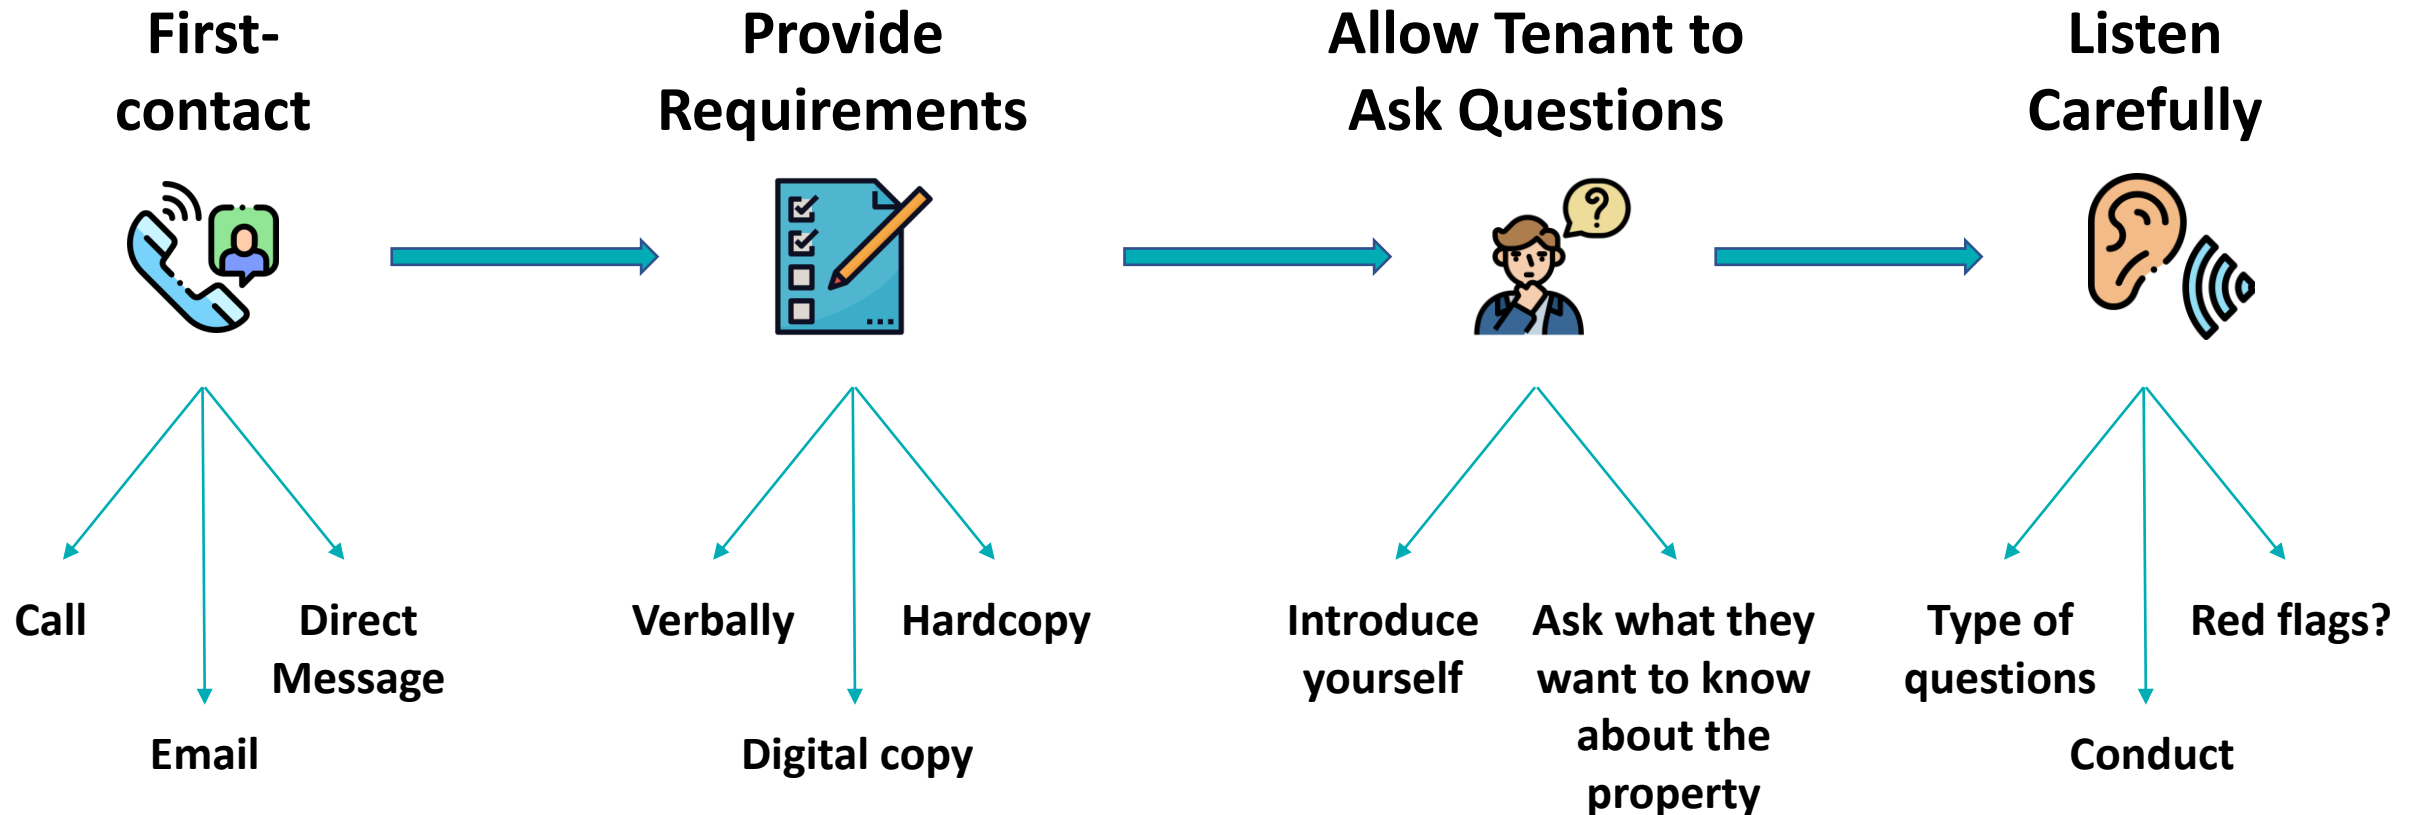 First-
contact
Provide
Requirements
Allow Tenant to
Ask Questions
Listen
Carefully
Call
Email
Direct
Message
Verbally
Digital copy
Hardcopy
Introduce
yourself
Ask what they
want to know
about the
property
Type of
questions
Conduct
Red flags?